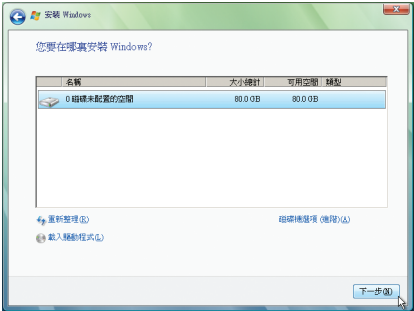 安裝 Windows
您要在哪裏安裝 Windows?
名稱 大小總計 可用空間 類型
0 磁碟未配置的空間 80.0 GB 80.0 GB
重新整理(R) 磁碟機選項 (進階)(A)
載入驅動程式(L)
下一步(N)